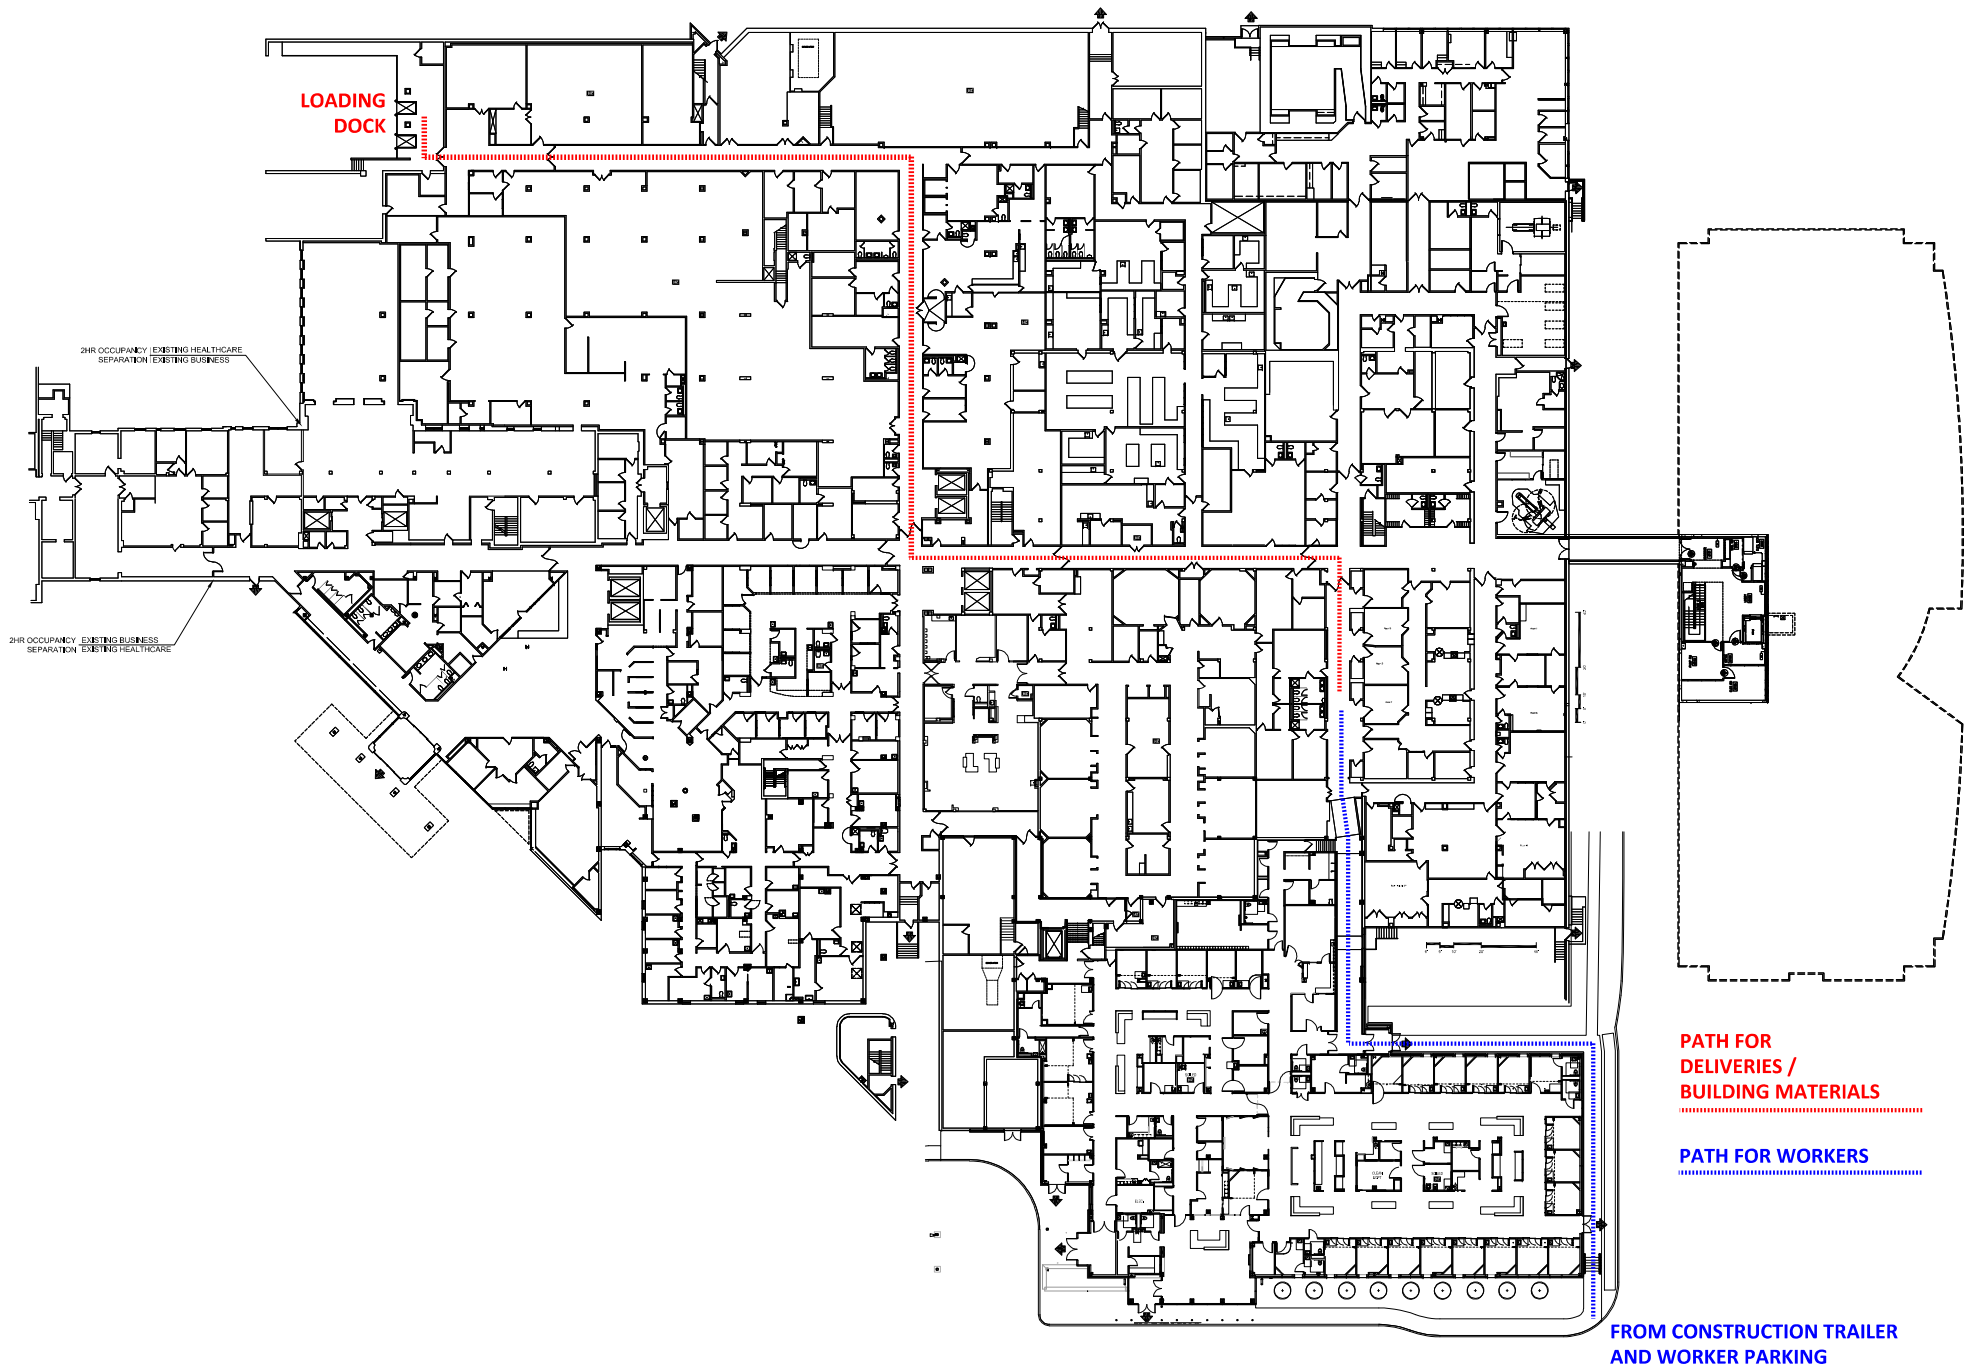 LOADING
DOCK
2HR OCCUPANCY EXISTING HEALTHCARE
SEPARATION EXISTING BUSINESS
2HR OCCUPANCY EXISTING BUSINESS
SEPARATION EXISTING HEALTHCARE
PATH FOR
DELIVERIES /
BUILDING MATERIALS
PATH FOR WORKERS
FROM CONSTRUCTION TRAILER
AND WORKER PARKING